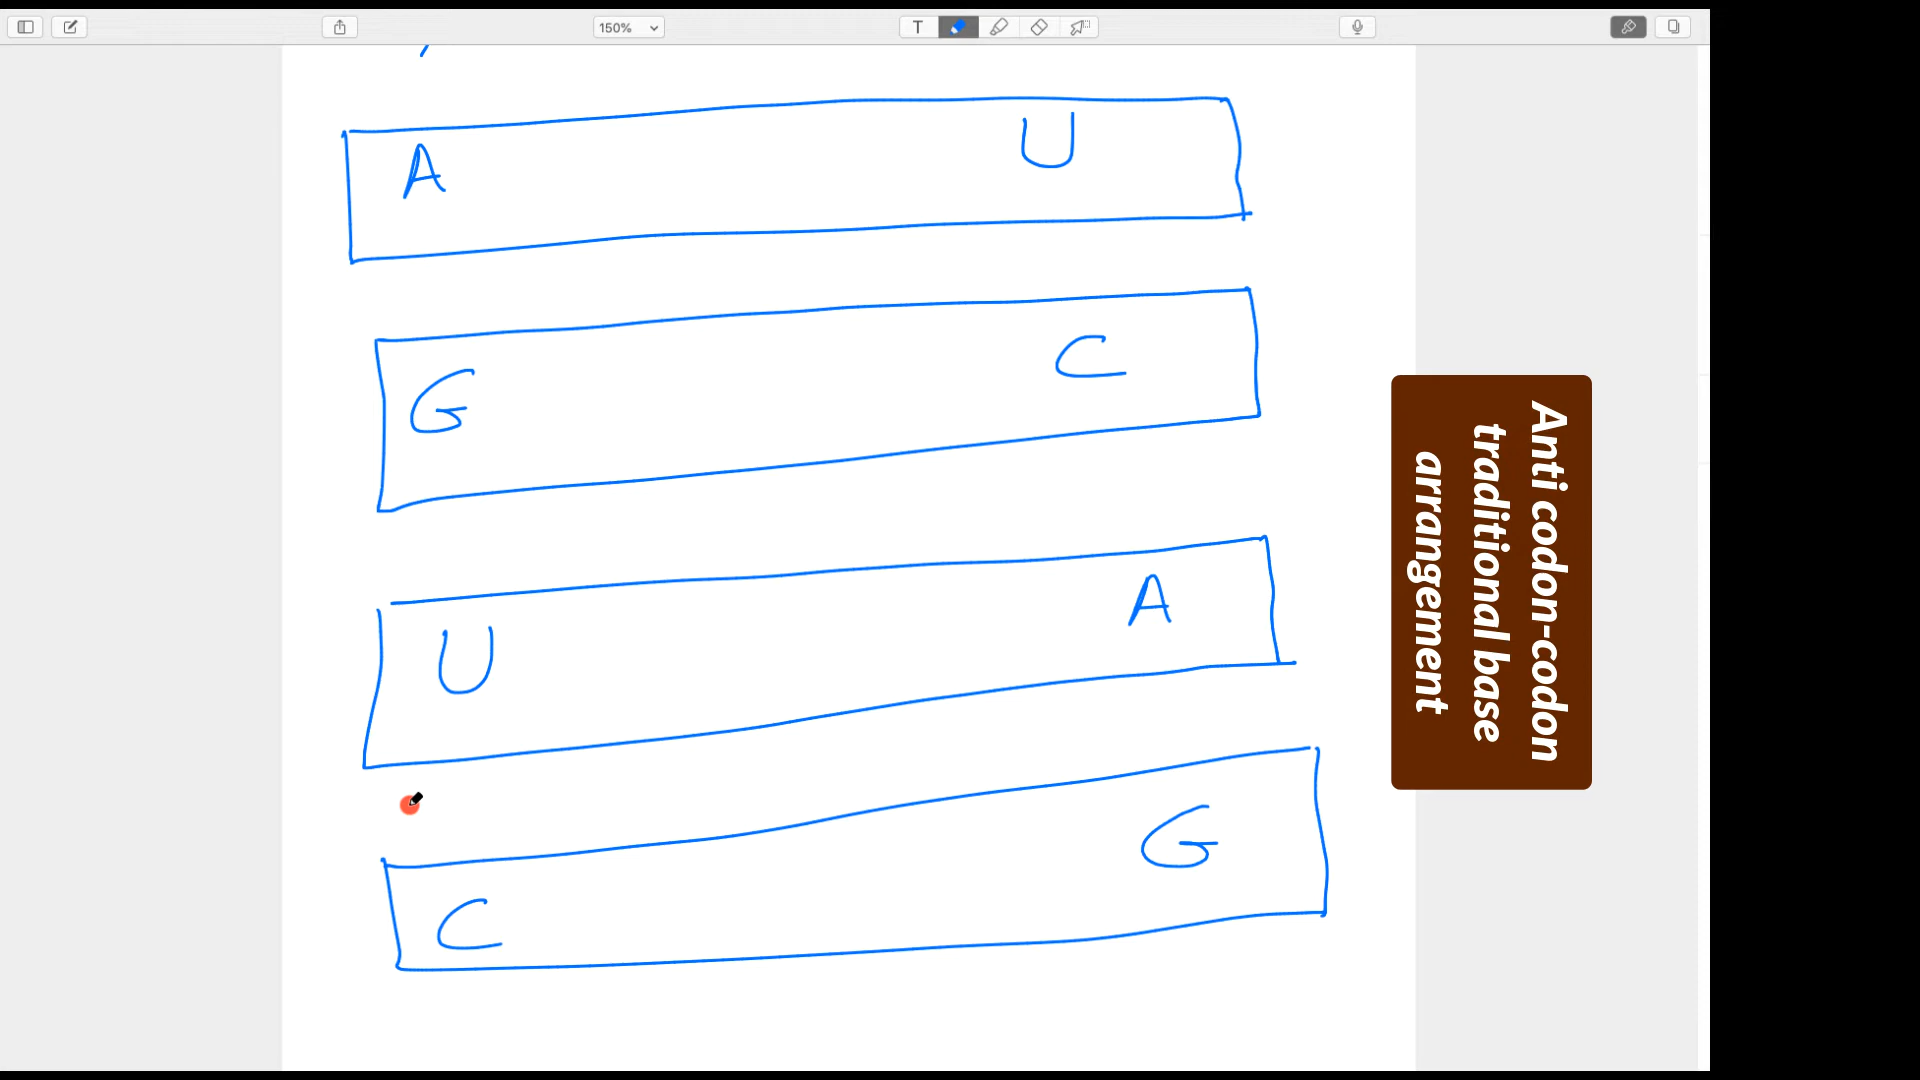 150%
T
A U
G C
U A
C G
Anti codon-codon
traditional base
arrangement